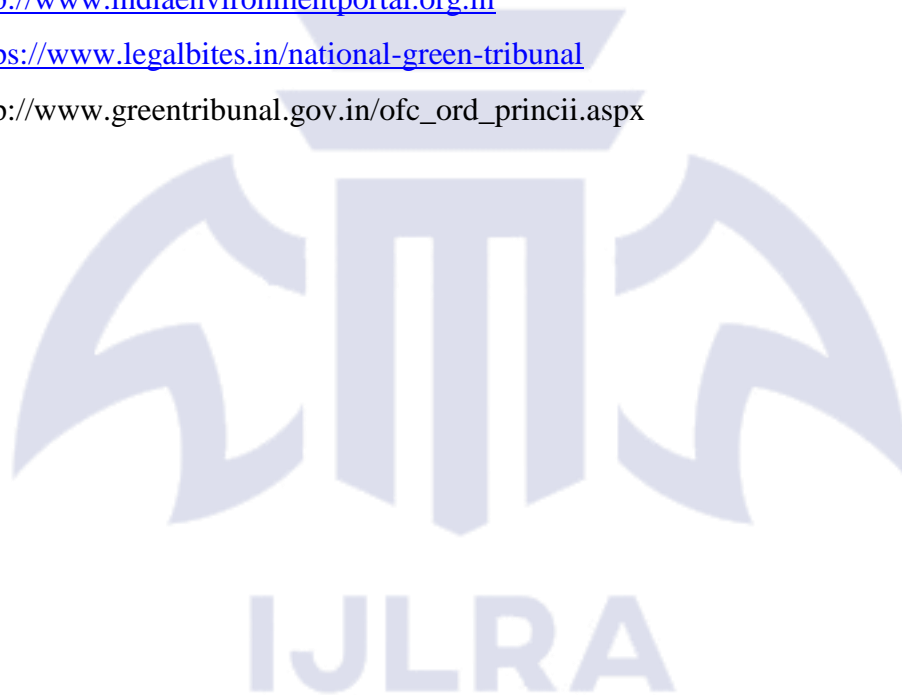 p://www.indiaenvironmentportal.org.in
ps://www.legalbites.in/national-green-tribunal
p://www.greentribunal.gov.in/ofc_ord_princii.aspx
IJLRA